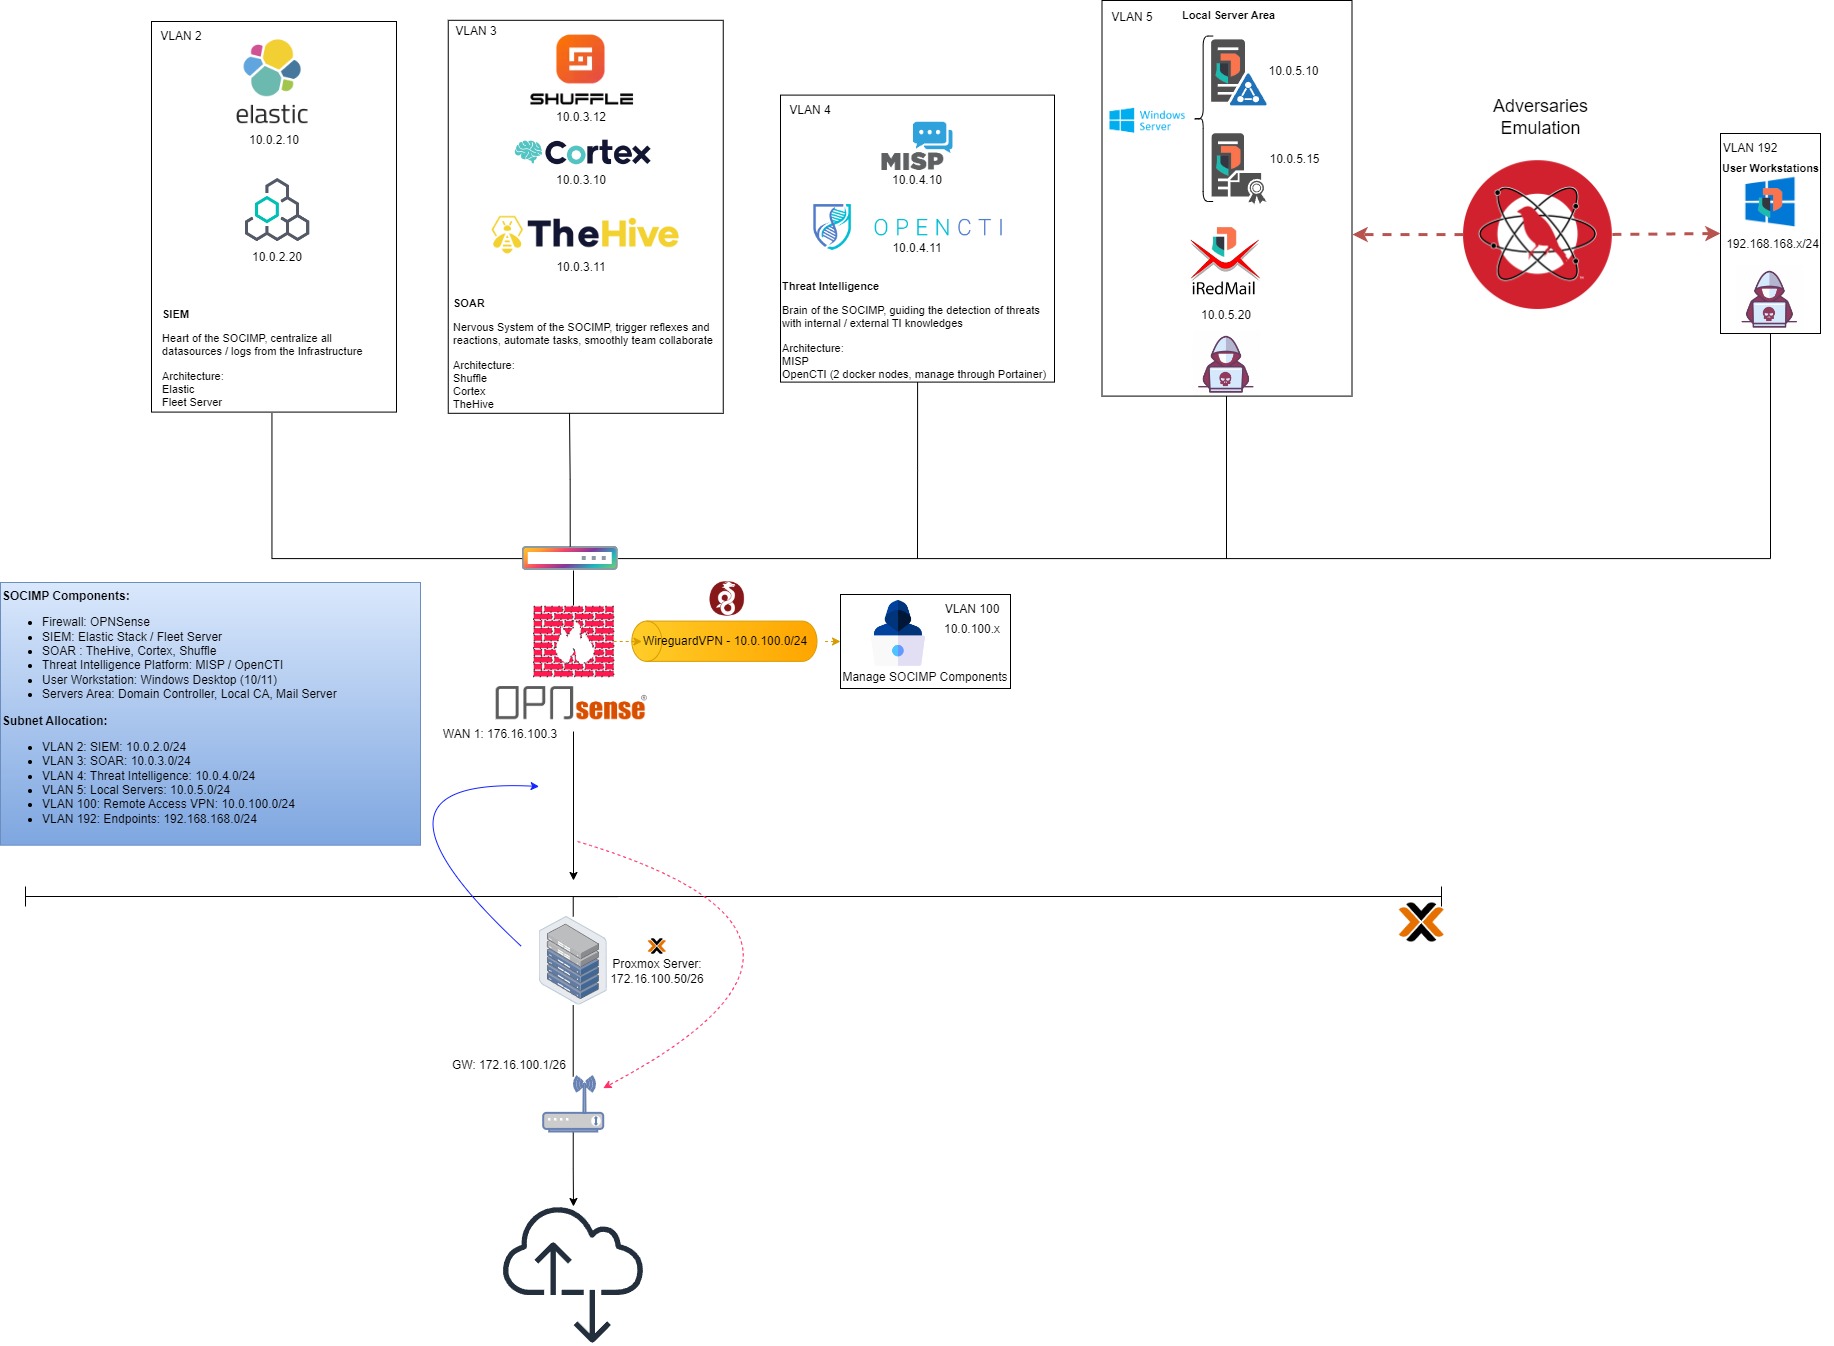 VLAN 2
elastic
10.0.2.10
10.0.2.20
SIEM
Heart of the SOCIMP, centralize all
datasources / logs from the Infrastructure
Architecture:
Elastic
Fleet Server
VLAN 3
SHUFFLE
10.0.3.12
Cortex
10.0.3.10
TheHive
10.0.3.11
SOAR
Nervous System of the SOCIMP, trigger reflexes and
reactions, automate tasks, smoothly team collaborate
Architecture:
Shuffle
Cortex
TheHive
VLAN 4
MISP
10.0.4.10
OPENCTI
10.0.4.11
Threat Intelligence
Brain of the SOCIMP, guiding the detection of threats
with internal / external TI knowledges
Architecture:
MISP
OpenCTI (2 docker nodes, manage through Portainer)
VLAN 5
Local Server Area
Windows
Server
10.0.5.10
10.0.5.15
iRedMail
10.0.5.20
Adversaries
Emulation
VLAN 192
User Workstations
192.168.168.x/24
SOCIMP Components:
Firewall: OPNSense
SIEM: Elastic Stack / Fleet Server
SOAR : TheHive, Cortex, Shuffle
Threat Intelligence Platform: MISP / OpenCTI
User Workstation: Windows Desktop (10/11)
Servers Area: Domain Controller, Local CA, Mail Server
Subnet Allocation:
VLAN 2: SIEM: 10.0.2.0/24
VLAN 3: SOAR: 10.0.3.0/24
VLAN 4: Threat Intelligence: 10.0.4.0/24
VLAN 5: Local Servers: 10.0.5.0/24
VLAN 100: Remote Access VPN: 10.0.100.0/24
VLAN 192: Endpoints: 192.168.168.0/24
WireguardVPN - 10.0.100.0/24
VLAN 100
10.0.100.x
Manage SOCIMP Components
OPNsense®
WAN 1: 176.16.100.3
Proxmox Server:
172.16.100.50/26
GW: 172.16.100.1/26